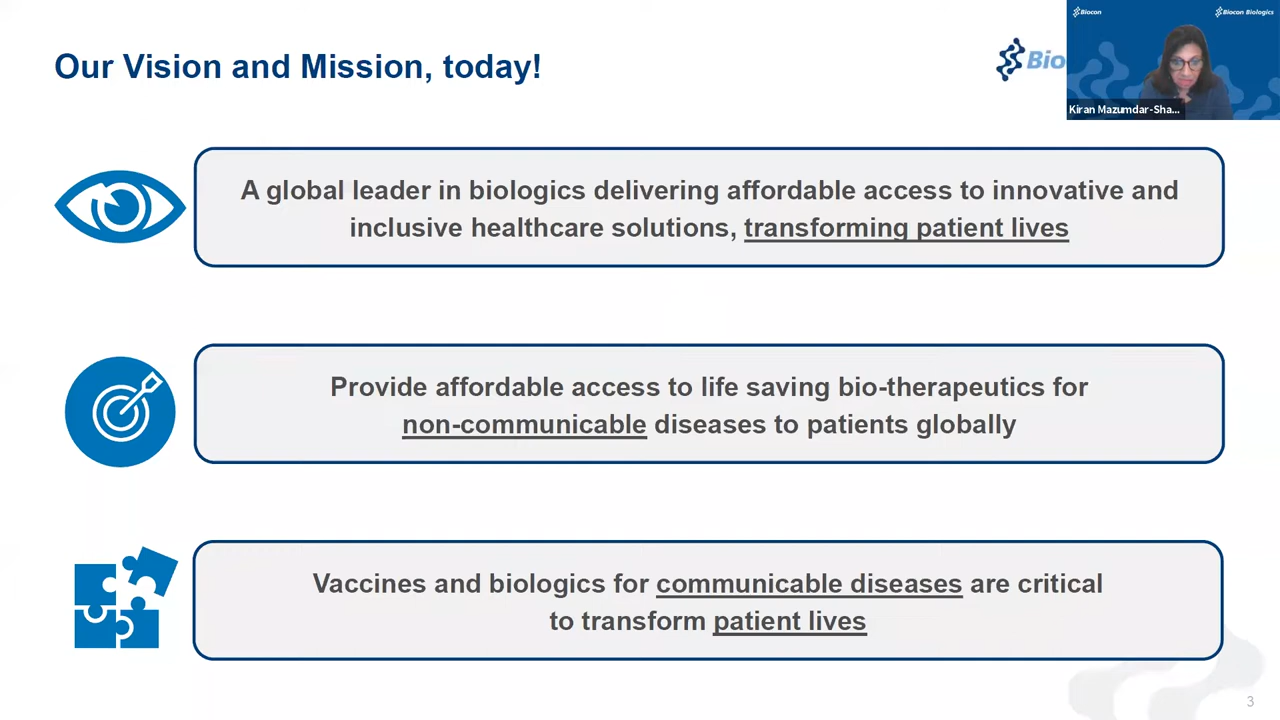 Our Vision and Mission, today!
Bio
Biocon
Biocon Biologics
Kiran Mazumdar-Sha...
A global leader in biologics delivering affordable access to innovative and
inclusive healthcare solutions, transforming patient lives
Provide affordable access to life saving bio-therapeutics for
non-communicable diseases to patients globally
Vaccines and biologics for communicable diseases are critical
to transform patient lives
3